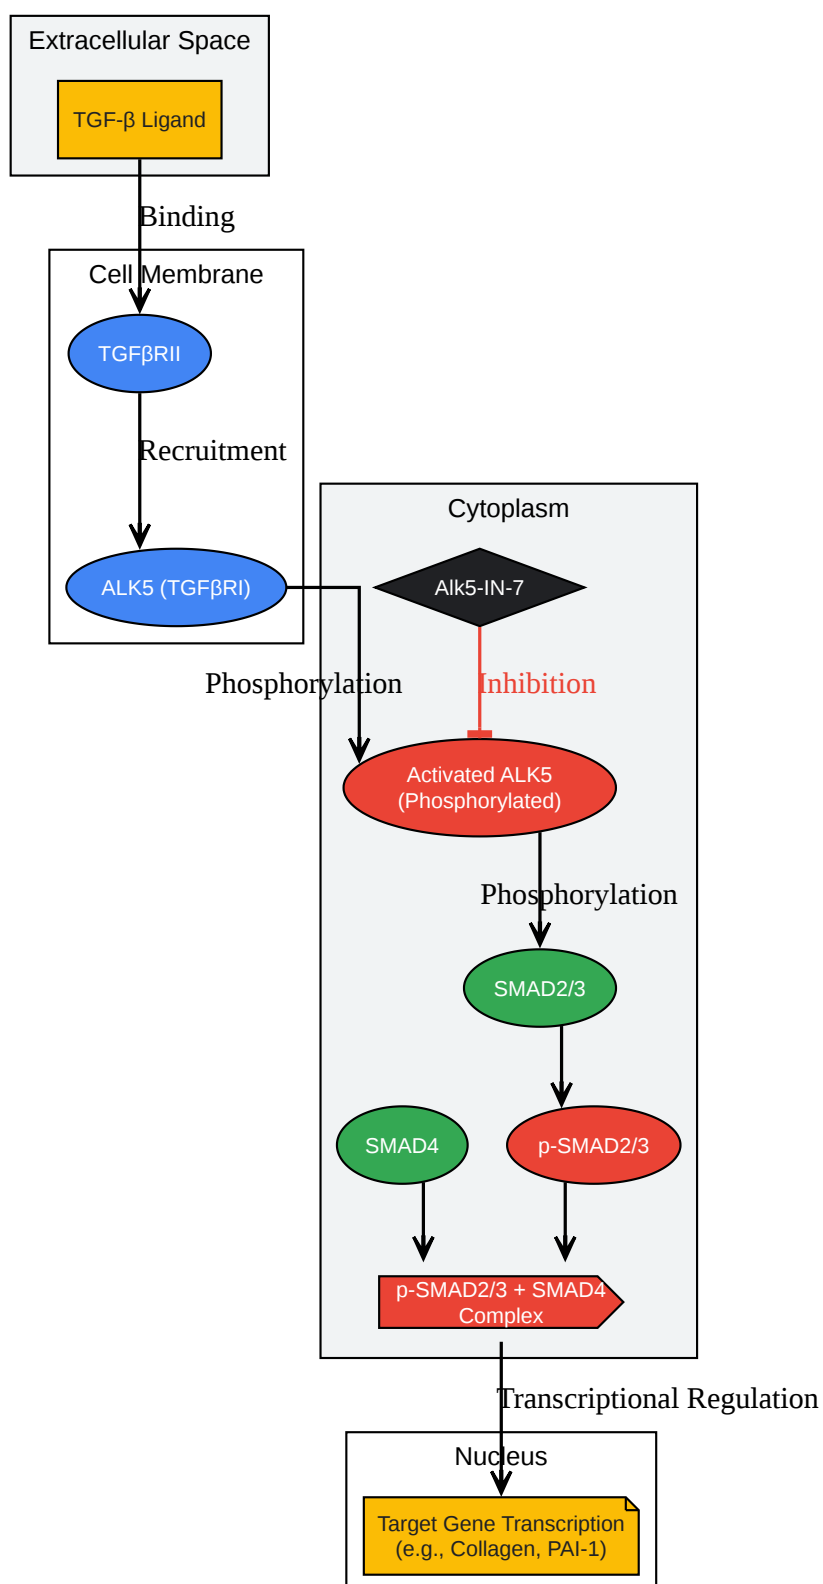 Extracellular Space
TGF-β Ligand
Binding
Cell Membrane
TGFβRII
Recruitment
Cytoplasm
ALK5 (TGFβRI)
Alk5-IN-7
Phosphorylation
Inhibition
Activated ALK5
(Phosphorylated)
Phosphorylation
SMAD2/3
SMAD4
p-SMAD2/3
p-SMAD2/3 + SMAD4
Complex
Transcriptional Regulation
Nucleus
Target Gene Transcription
(e.g., Collagen, PAI-1)